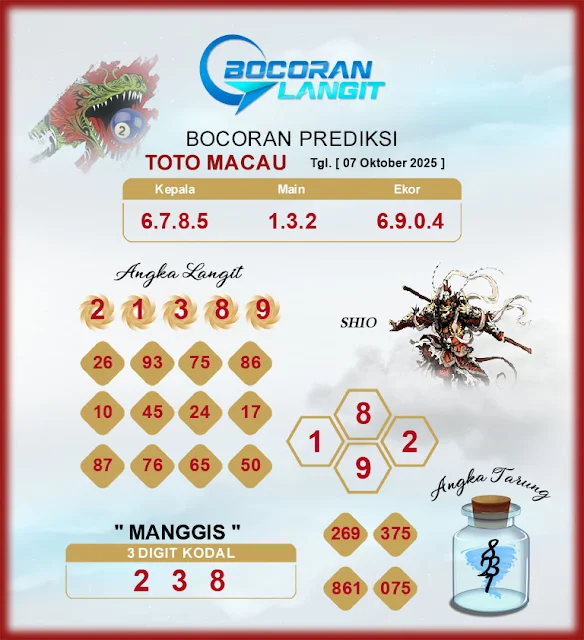 BOCORAN
LANGIT
2
BOCORAN PREDIKSI
TOTO MACAU Tgl. [ 07 Oktober 2025 ]
Kepala Main Ekor
6.7.8.5 1.3.2 6.9.0.4
Angka Langit
2 1 3 8 9
SHIO
26 93 75 86
10 45 24 17
87 76 65 50
8
1 2
9
Angka Tarung
" MANGGIS "
3 DIGIT KODAL
2 3 8
269 375
861 075